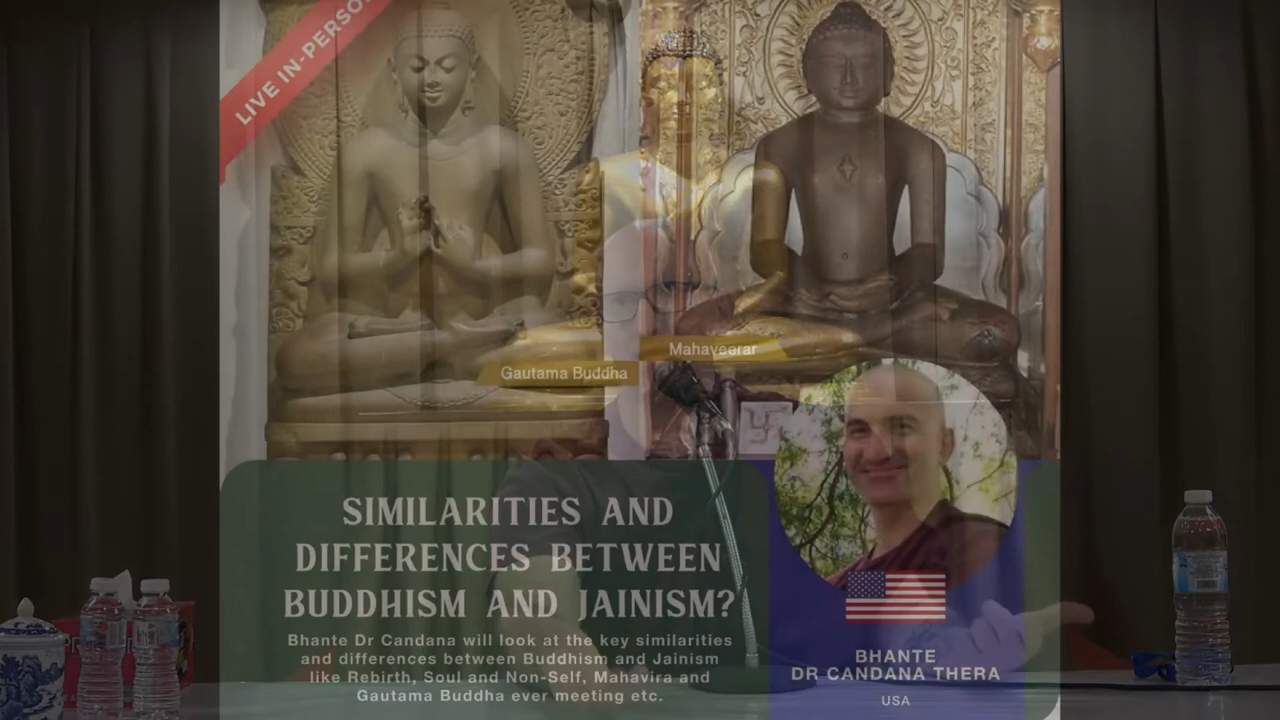 LIVE IN-PERSON
Mahaveerar
Gautama Buddha
SIMILARITIES AND
DIFFERENCES BETWEEN
BUDDHISM AND JAINISM?
Bhante Dr Candana will look at the key similarities
and differences between Buddhism and Jainism
like Rebirth, Soul and Non-Self, Mahavira and
Gautama Buddha ever meeting etc.
BHANTE
DR CANDANA THERA
USA